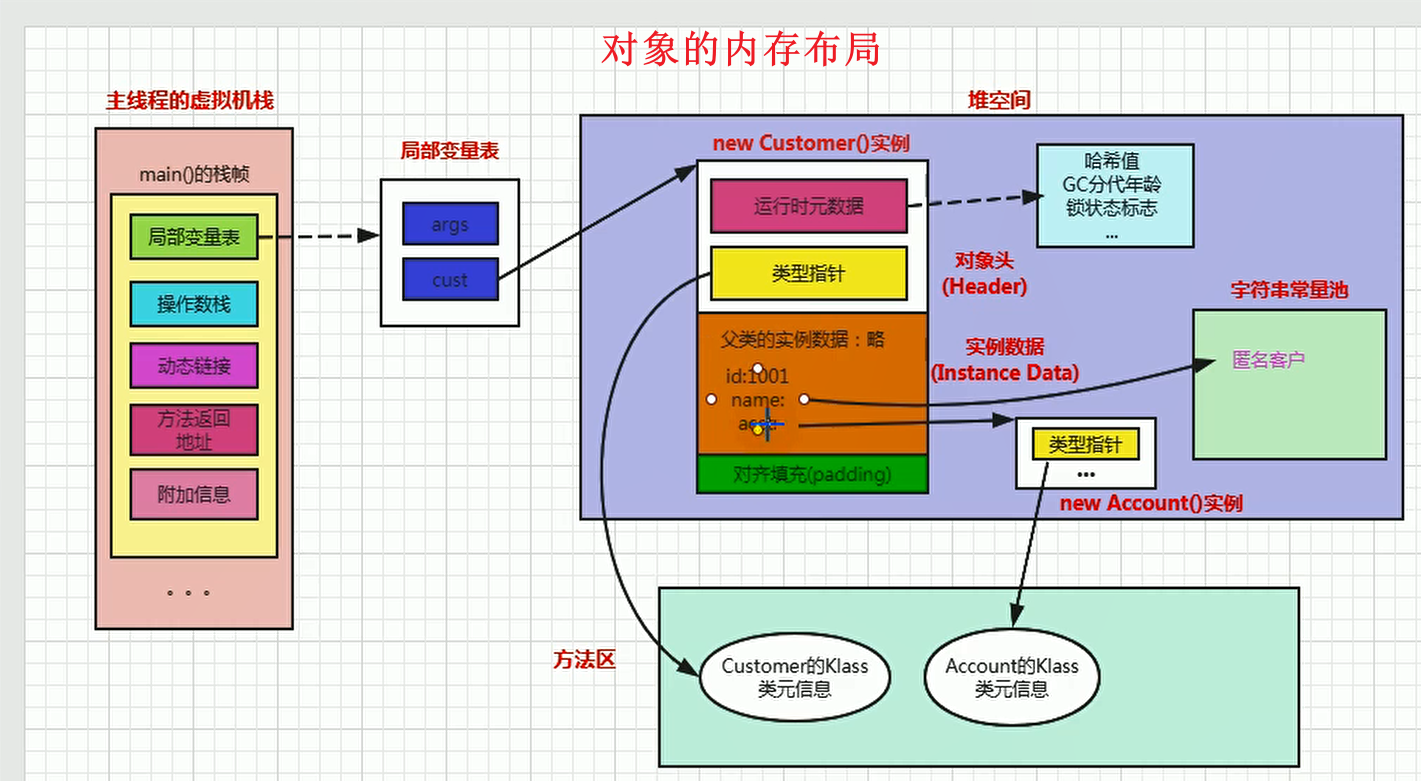 对象的内存布局
主线程的虚拟机栈
main()的栈帧
局部变量表
操作数栈
动态链接
方法返回
地址
附加信息
。。。
局部变量表
args
cust
堆空间
new Customer()实例
运行时元数据
类型指针
对象头
(Header)
哈希值
GC分代年龄
锁状态标志
...
父类的实例数据：略
id:1001
name:
实例数据
(Instance Data)
对齐填充(padding)
字符串常量池
匿名客户
类型指针
•••
new Account()实例
方法区
Customer的Klass
类元信息
Account的Klass
类元信息